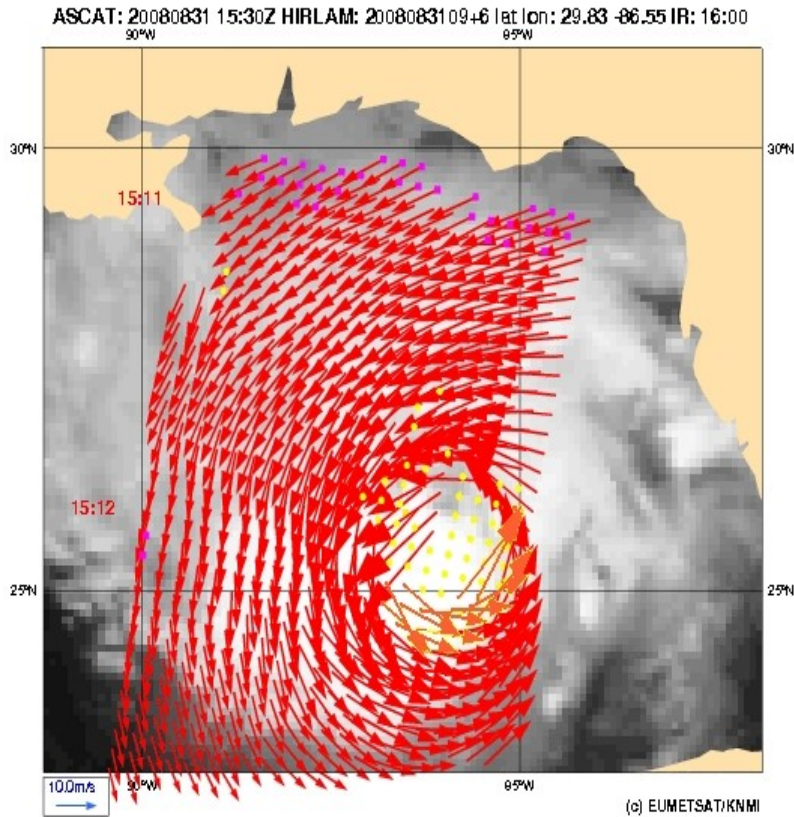 ASCAT: 20080831 15:30Z HIRLAM: 2008083109+6 lat lon: 29.83 -86.55 IR: 16:00
90°W 85°W
30°N 30°N
15:11
15:12
25°N 25°N
90°W 85°W
10.0m/s
(c) EUMETSAT/KNMI